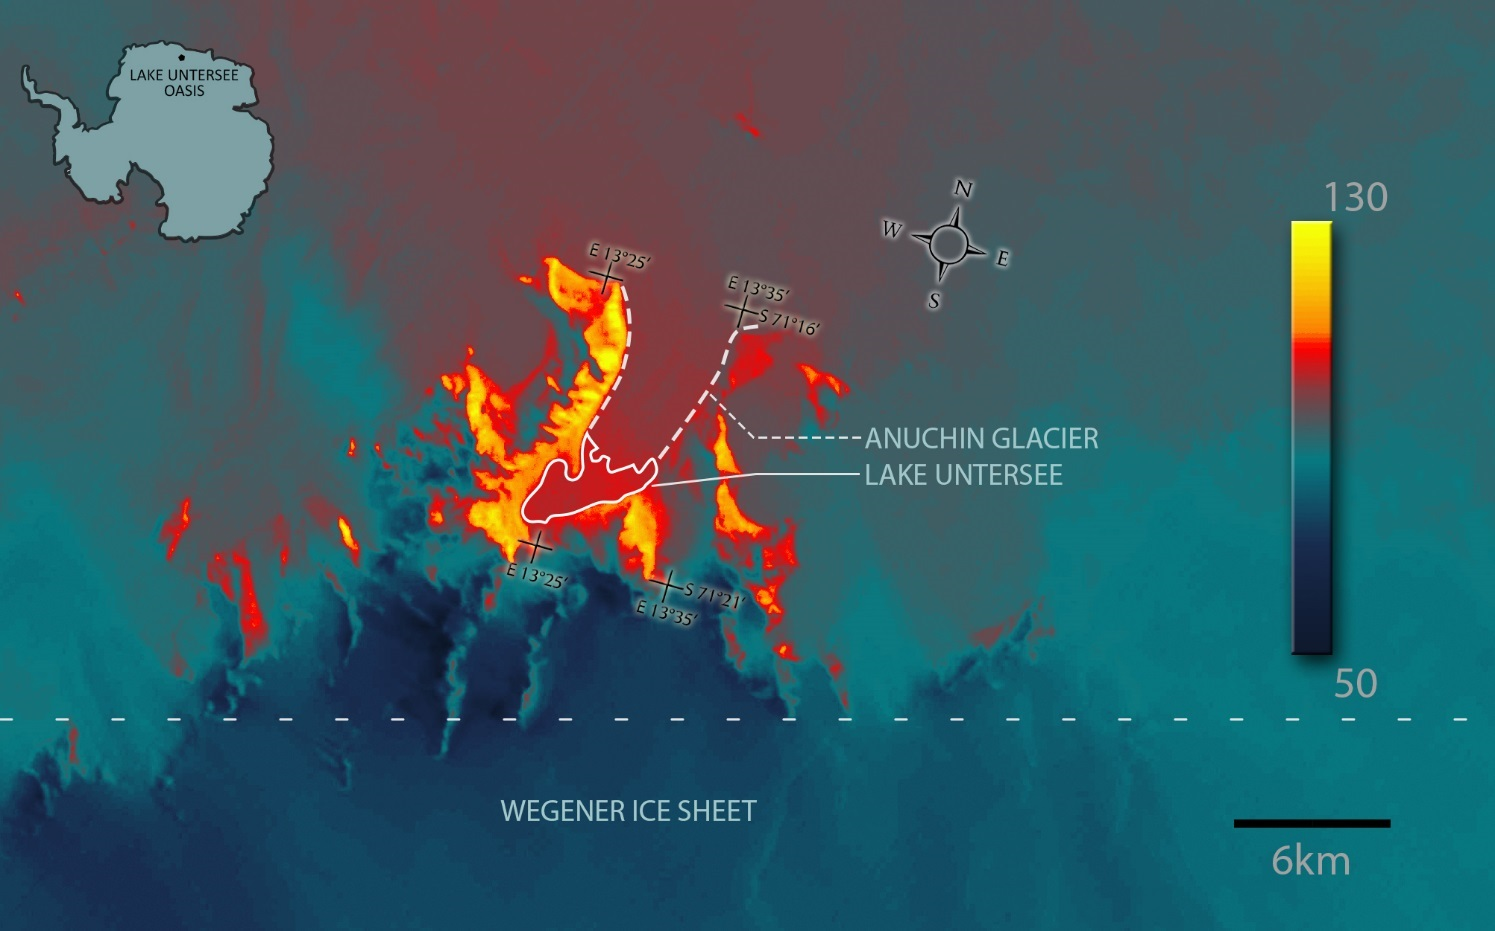 LAKE UNTERSEE
OASIS
N
W
E
S
130
E 13°25′
E 13°35′
S 71°16′
ANUCHIN GLACIER
LAKE UNTERSEE
E 13°25′
S 71°21′
E 13°35′
50
WEGENER ICE SHEET
6km